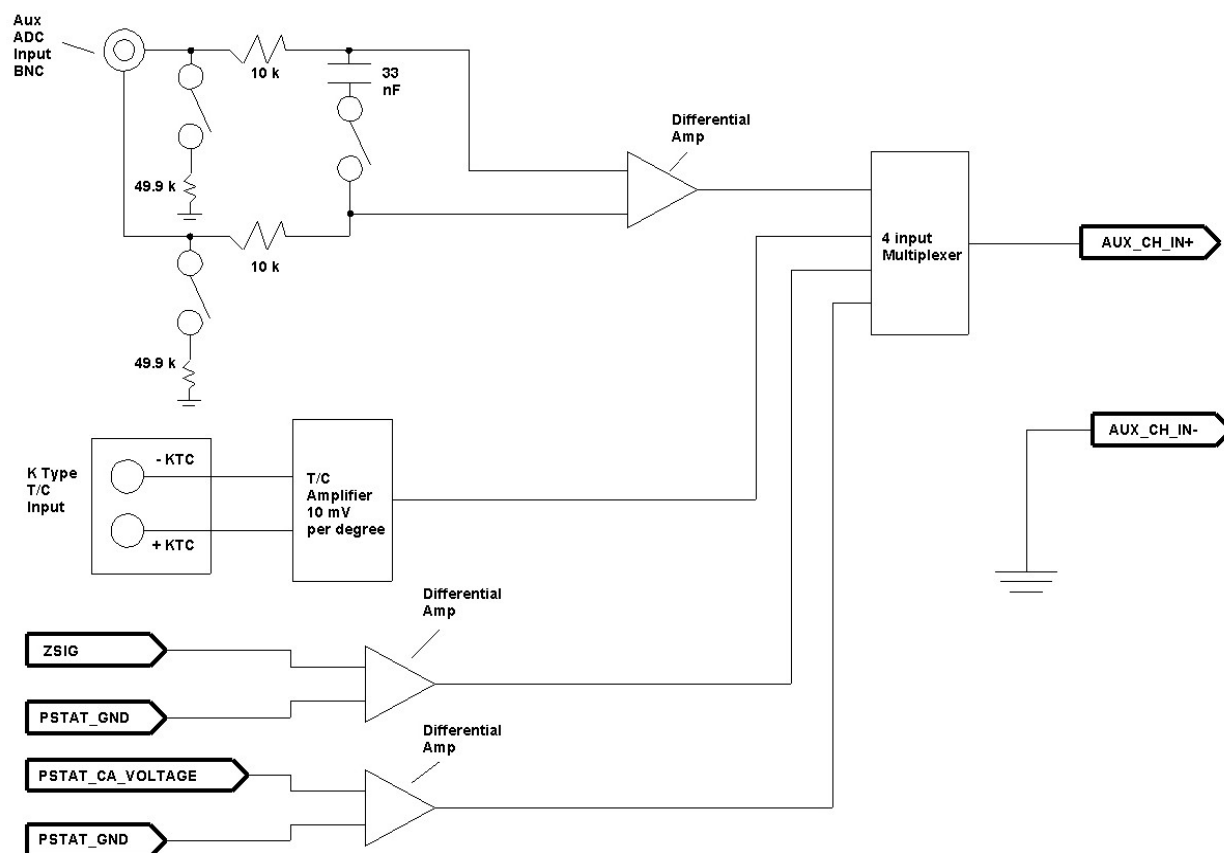 Aux
ADC
Input
BNC
10 k
33
nF
Differential
Amp
49.9 k
4 input
Multiplexer
AUX_CH_IN+
10 k
49.9 k
AUX_CH_IN-
K Type
T/C
Input
- KTC
+ KTC
T/C
Amplifier
10 mV
per degree
Differential
Amp
ZSIG
PSTAT_GND
Differential
Amp
PSTAT_CA_VOLTAGE
PSTAT_GND